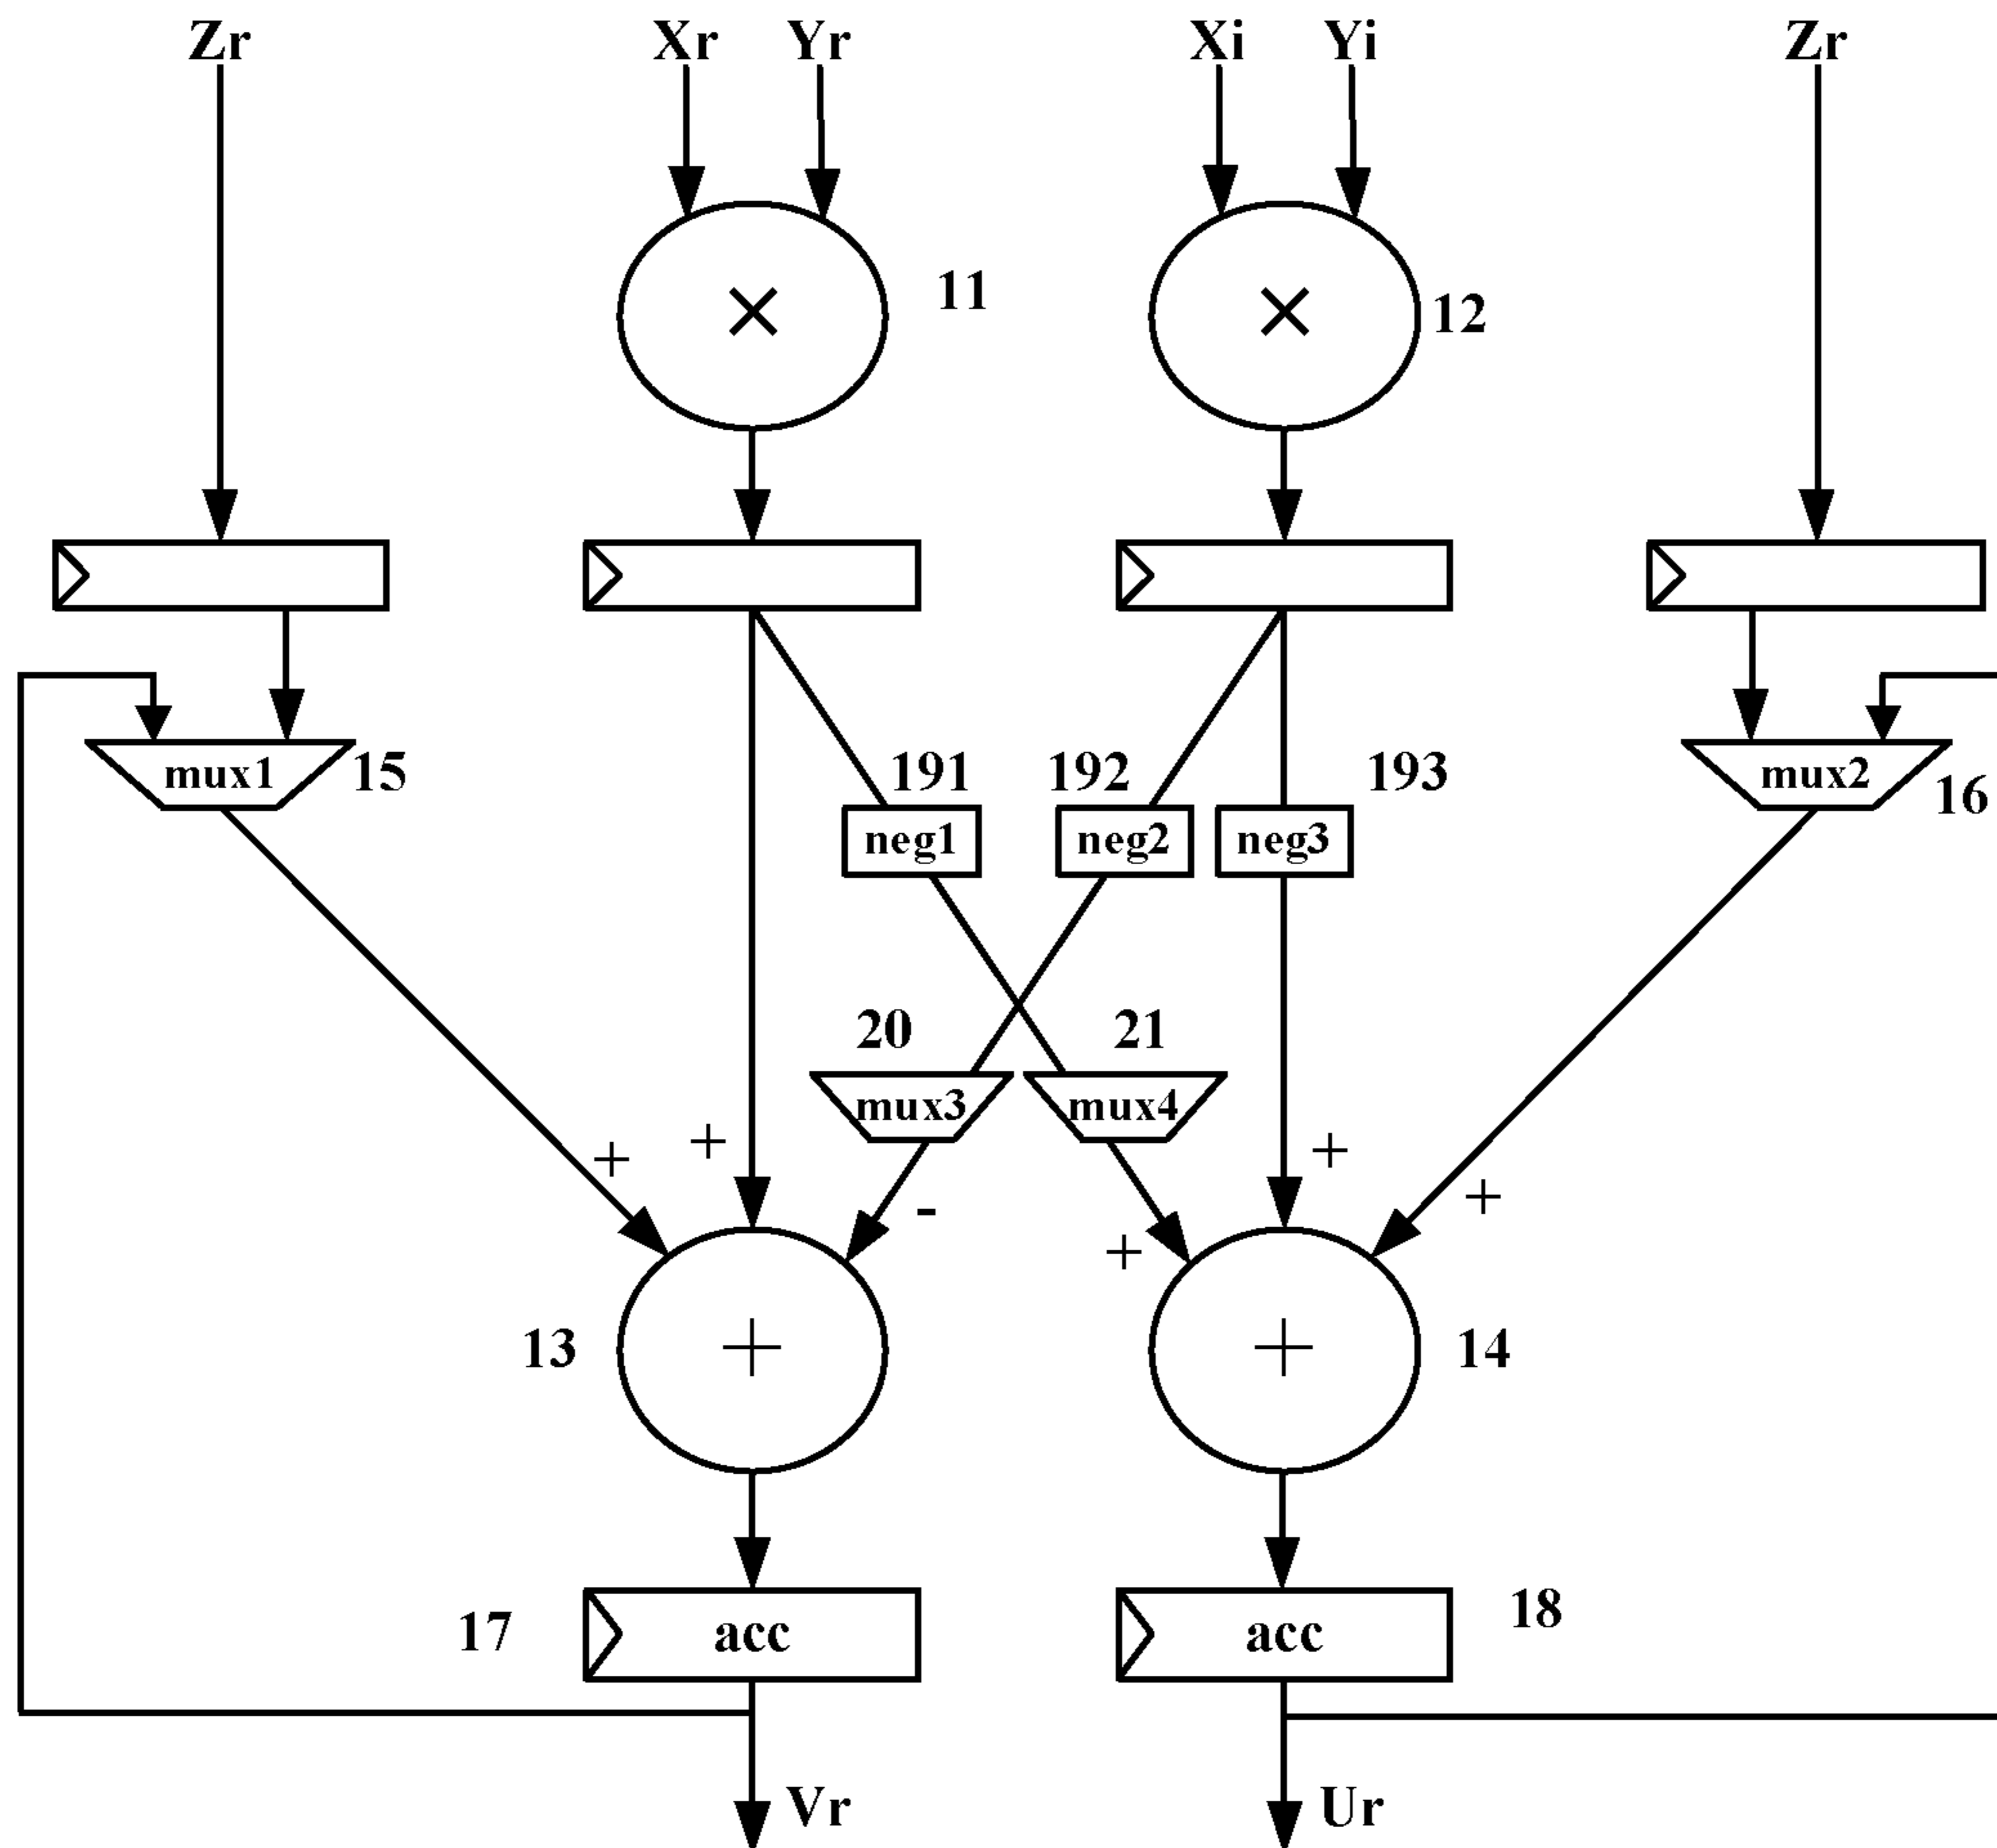 Zr Xr Yr Xi Yi Zr
× 11 × 12
mux1 15 191 192 193 mux2 16
neg1 neg2 neg3
20 21
mux3 mux4
+ + - + + +
13 + + 14
17 acc acc 18
Vr Ur